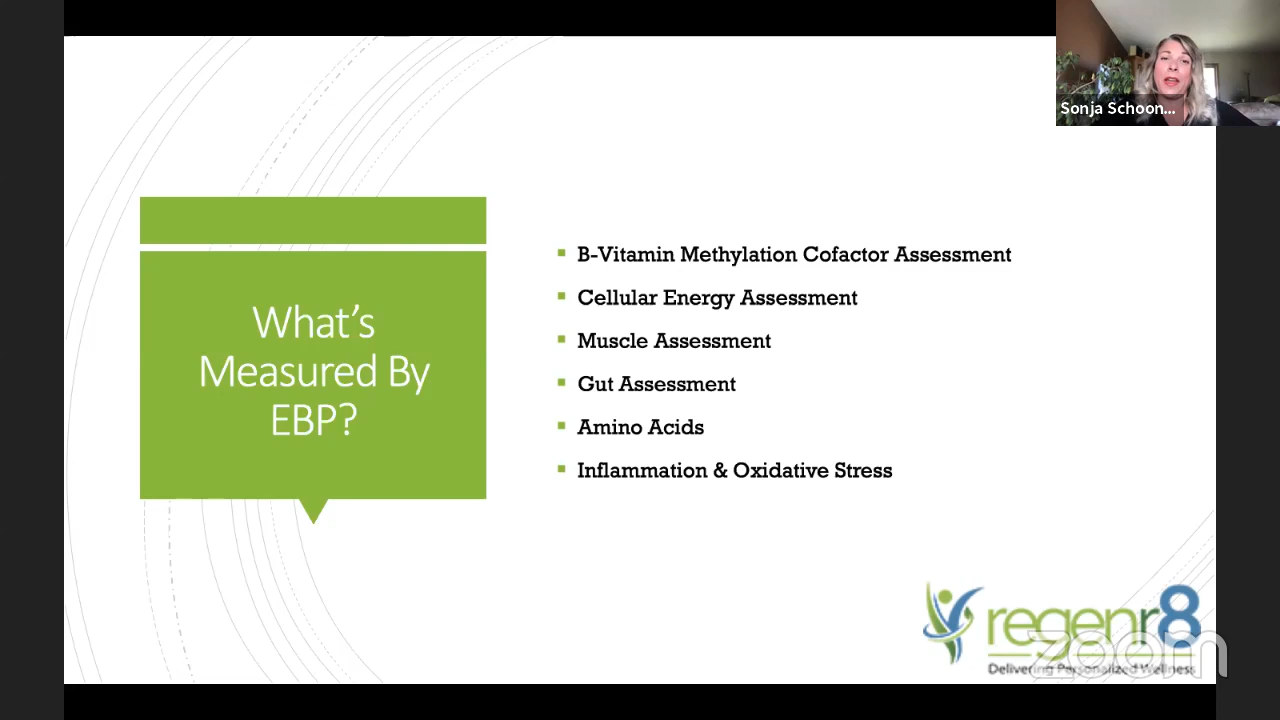 Sonja Schoon...
What's
Measured By
EBP?
B-Vitamin Methylation Cofactor Assessment
Cellular Energy Assessment
Muscle Assessment
Gut Assessment
Amino Acids
Inflammation & Oxidative Stress
regenr8
zoom
Delivering Personalized Wellness